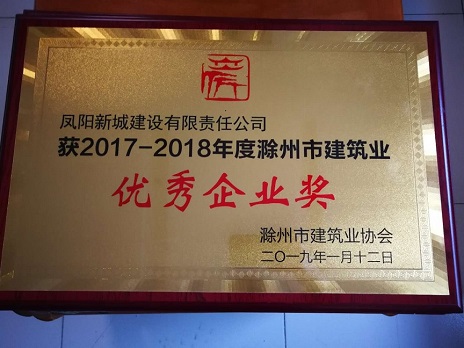 凤阳新城建设有限责任公司
获2017-2018年度滁州市建筑业
优秀企业奖
滁州市建筑业协会
二〇一九年一月十二日